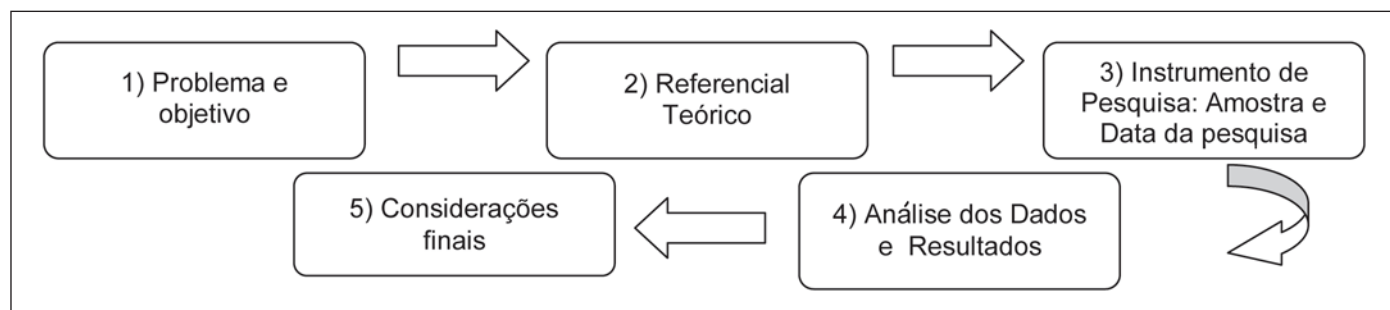 1) Problema e
objetivo
2) Referencial
Teórico
3) Instrumento de
Pesquisa: Amostra e
Data da pesquisa
4) Análise dos Dados
e Resultados
5) Considerações
finais